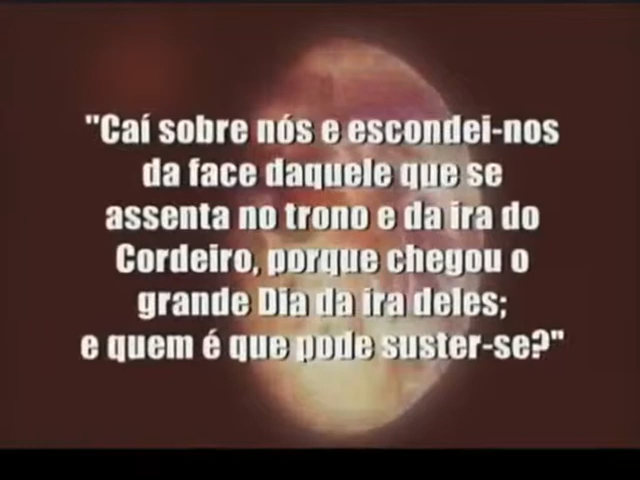 "Caí sobre nós e escondei-nos
da face daquele que se
assenta no trono e da ira do
Cordeiro, porque chegou o
grande Dia da ira deles;
e quem é que pode suster-se?"